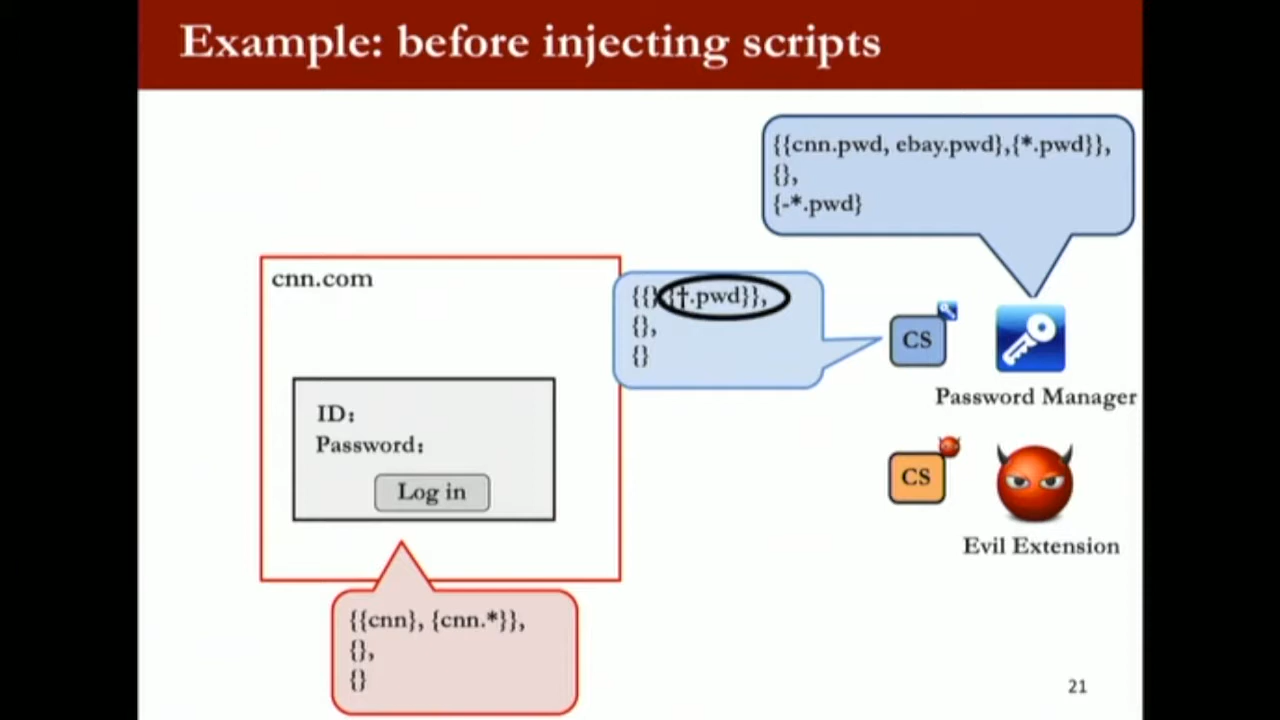 Example: before injecting scripts
{{cnn.pwd, ebay.pwd},{*.pwd}},
{},
{-*.pwd}
cnn.com
{{} {†.pwd}},
{},
{}
CS
Password Manager
ID:
Password:
Log in
CS
Evil Extension
{{cnn}, {cnn.*}},
{},
{}
21